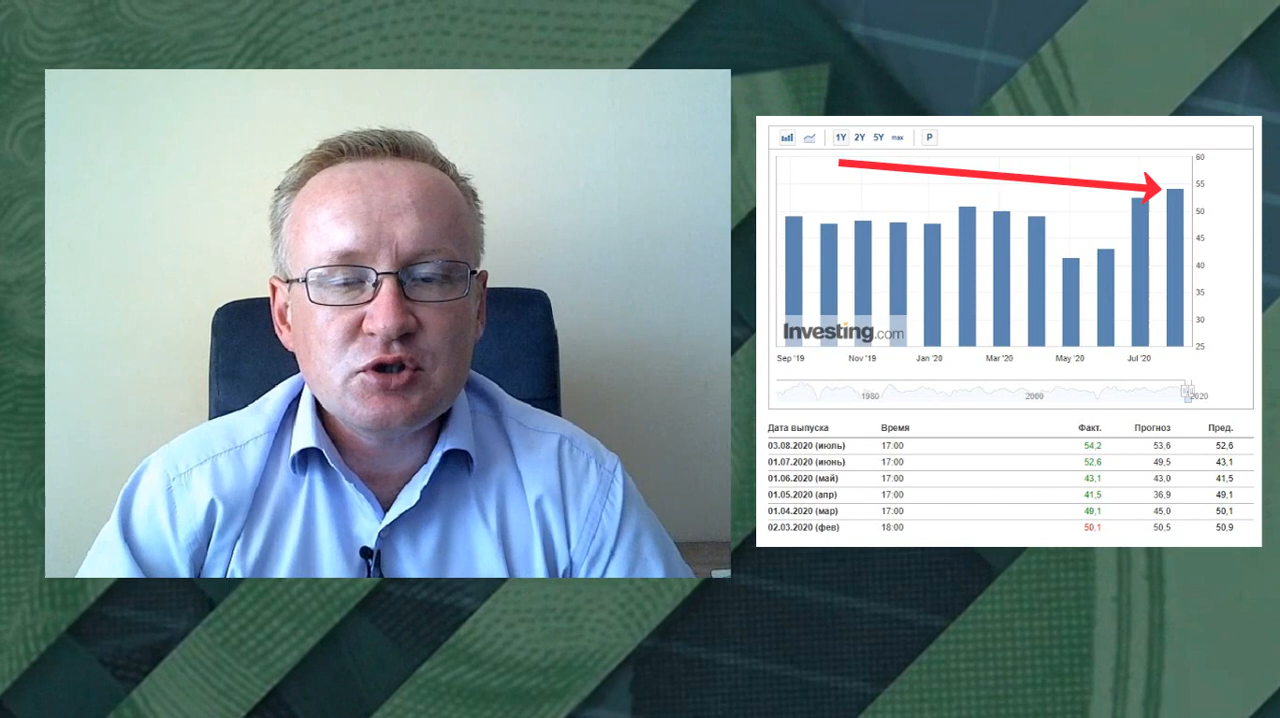 1Y 2Y 5Y max P
60
55
50
45
40
35
30
25
Investing.com
Sep '19 Nov '19 Jan '20 Mar '20 May '20 Jul '20
1980 2000 2020
Дата выпуска Время Факт. Прогноз Пред.
03.08.2020 (июль) 17:00 54,2 53,6 52,6
01.07.2020 (июнь) 17:00 52,6 49,5 43,1
01.06.2020 (май) 17:00 43,1 43,0 41,5
01.05.2020 (апр) 17:00 41,5 36,9 49,1
01.04.2020 (мар) 17:00 49,1 45,0 50,1
02.03.2020 (фев) 18:00 50,1 50,5 50,9